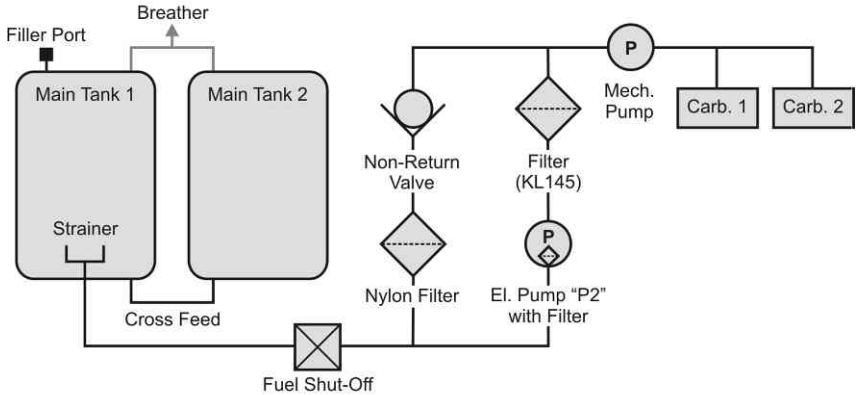 Breather
Filler Port
Main Tank 1
Main Tank 2
P
Mech.
Pump
Carb. 1
Carb. 2
Non-Return
Valve
Filter
(KL145)
Strainer
P
Nylon Filter
El. Pump “P2”
with Filter
Cross Feed
Fuel Shut-Off